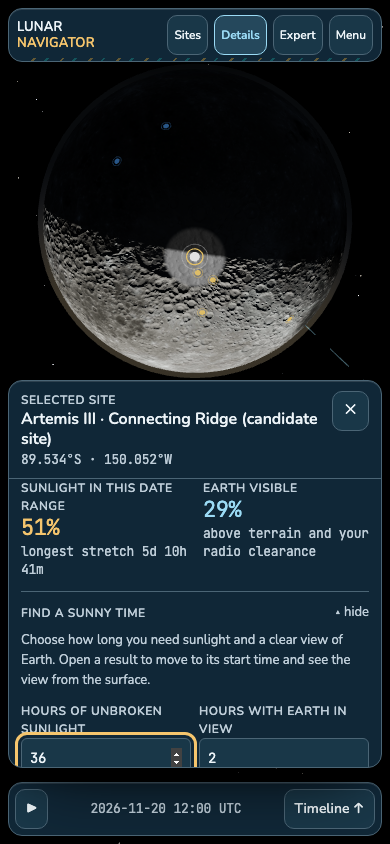 LUNAR
NAVIGATOR
Sites
Details
Expert
Menu
SELECTED SITE
Artemis III · Connecting Ridge (candidate
site)
89.534°S · 150.052°W
SUNLIGHT IN THIS DATE
RANGE
51%
longest stretch 5d 10h
41m
EARTH VISIBLE
29%
above terrain and your
radio clearance
FIND A SUNNY TIME
▴ hide
Choose how long you need sunlight and a clear view of
Earth. Open a result to move to its start time and see the
view from the surface.
HOURS OF UNBROKEN
SUNLIGHT
36
HOURS WITH EARTH IN
VIEW
2
2026-11-20 12:00 UTC
Timeline ↑